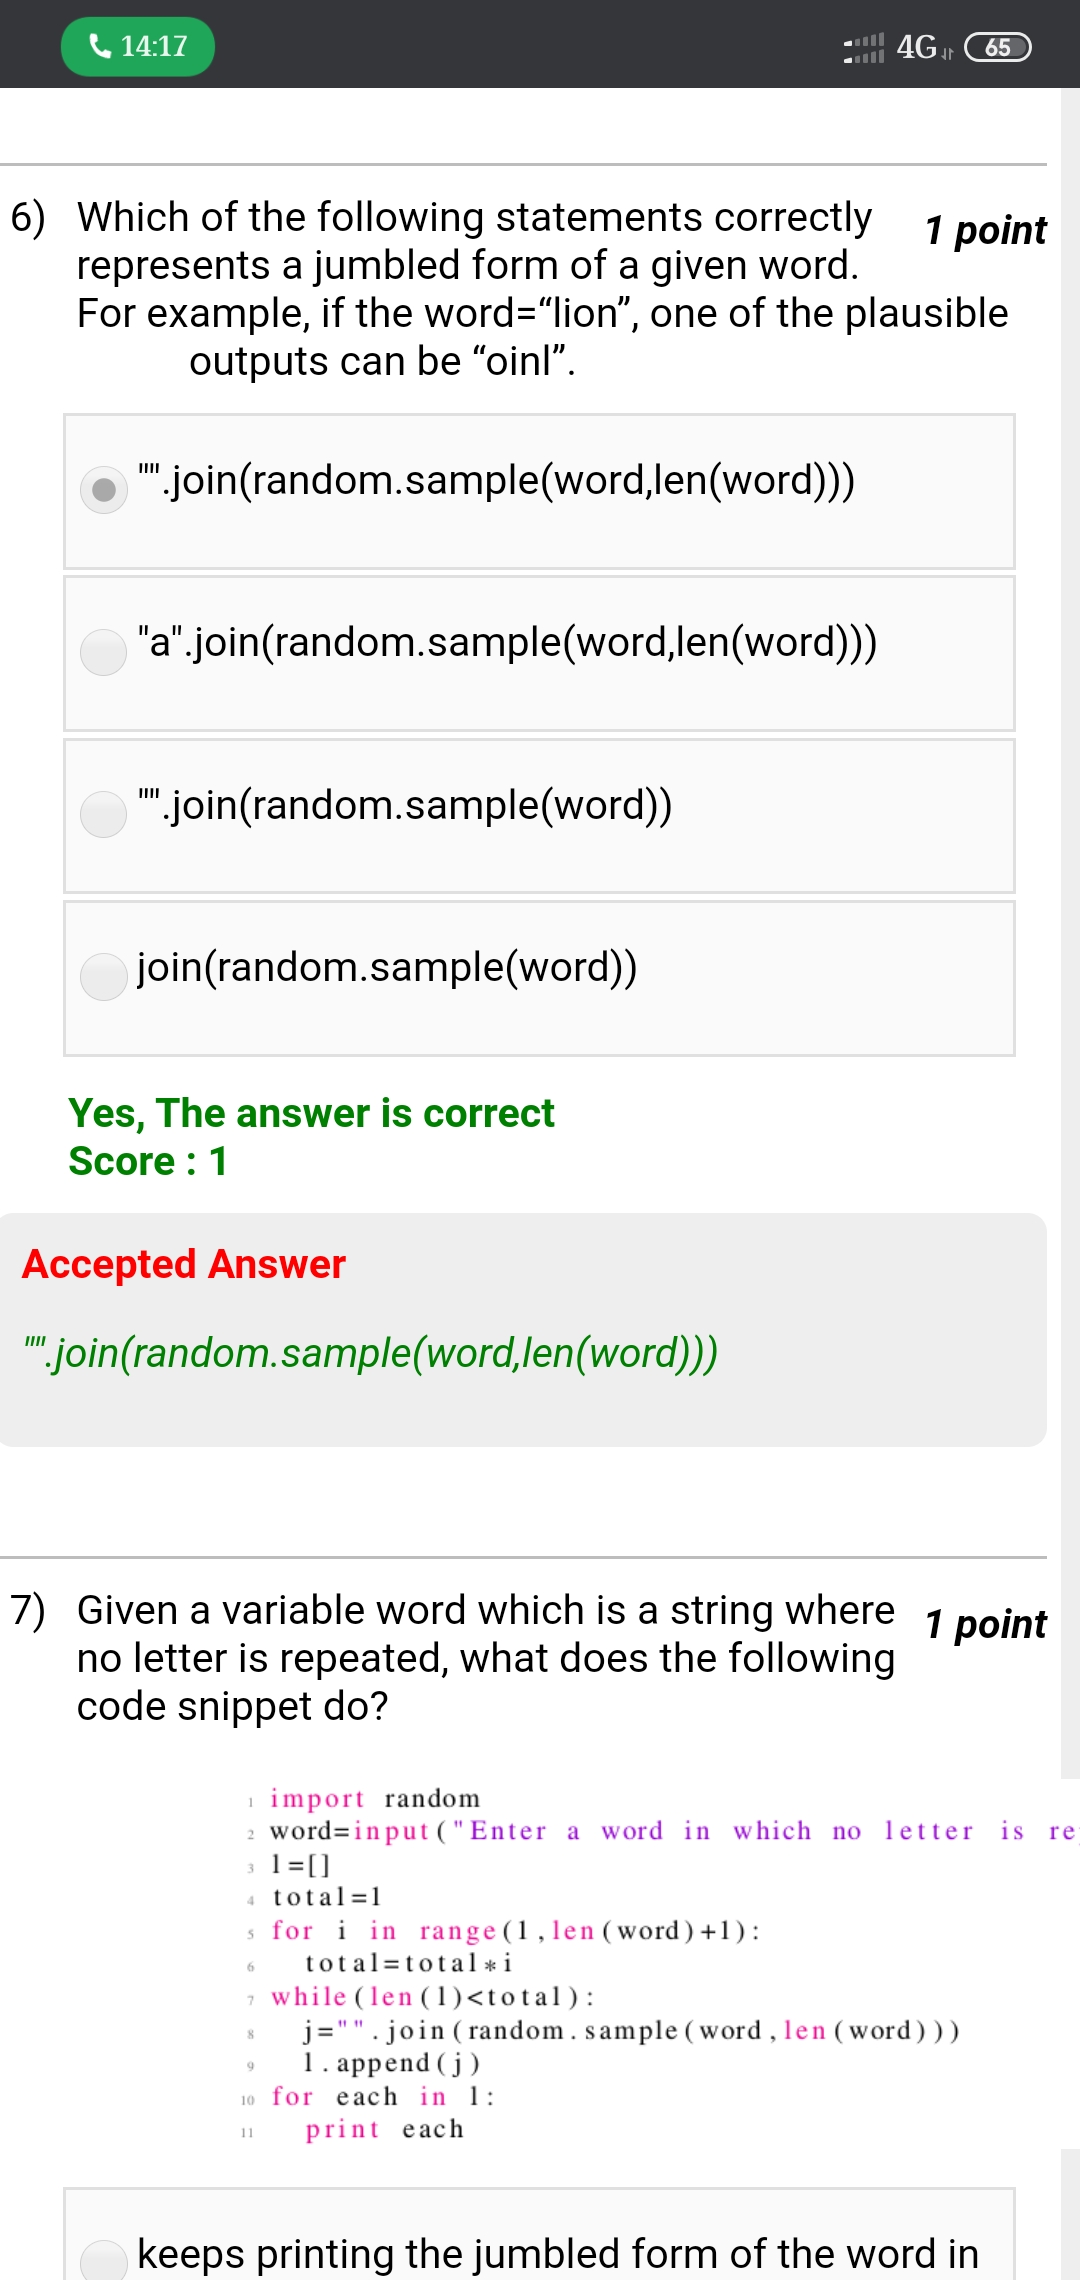 14:17
4G
65
6) Which of the following statements correctly 1 point
represents a jumbled form of a given word.
For example, if the word=“lion”, one of the plausible
outputs can be “oinl”.
"".join(random.sample(word,len(word)))
"a".join(random.sample(word,len(word)))
"".join(random.sample(word))
join(random.sample(word))
Yes, The answer is correct
Score : 1
Accepted Answer
"".join(random.sample(word,len(word)))
7) Given a variable word which is a string where 1 point
no letter is repeated, what does the following
code snippet do?
1 import random
2 word=input("Enter a word in which no letter is re
3 l=[]
4 total=1
5 for i in range(1,len(word)+1):
6 total=total*i
7 while(len(l)<total):
8 j="".join(random.sample(word,len(word)))
9 l.append(j)
10 for each in l:
11 print each
keeps printing the jumbled form of the word in